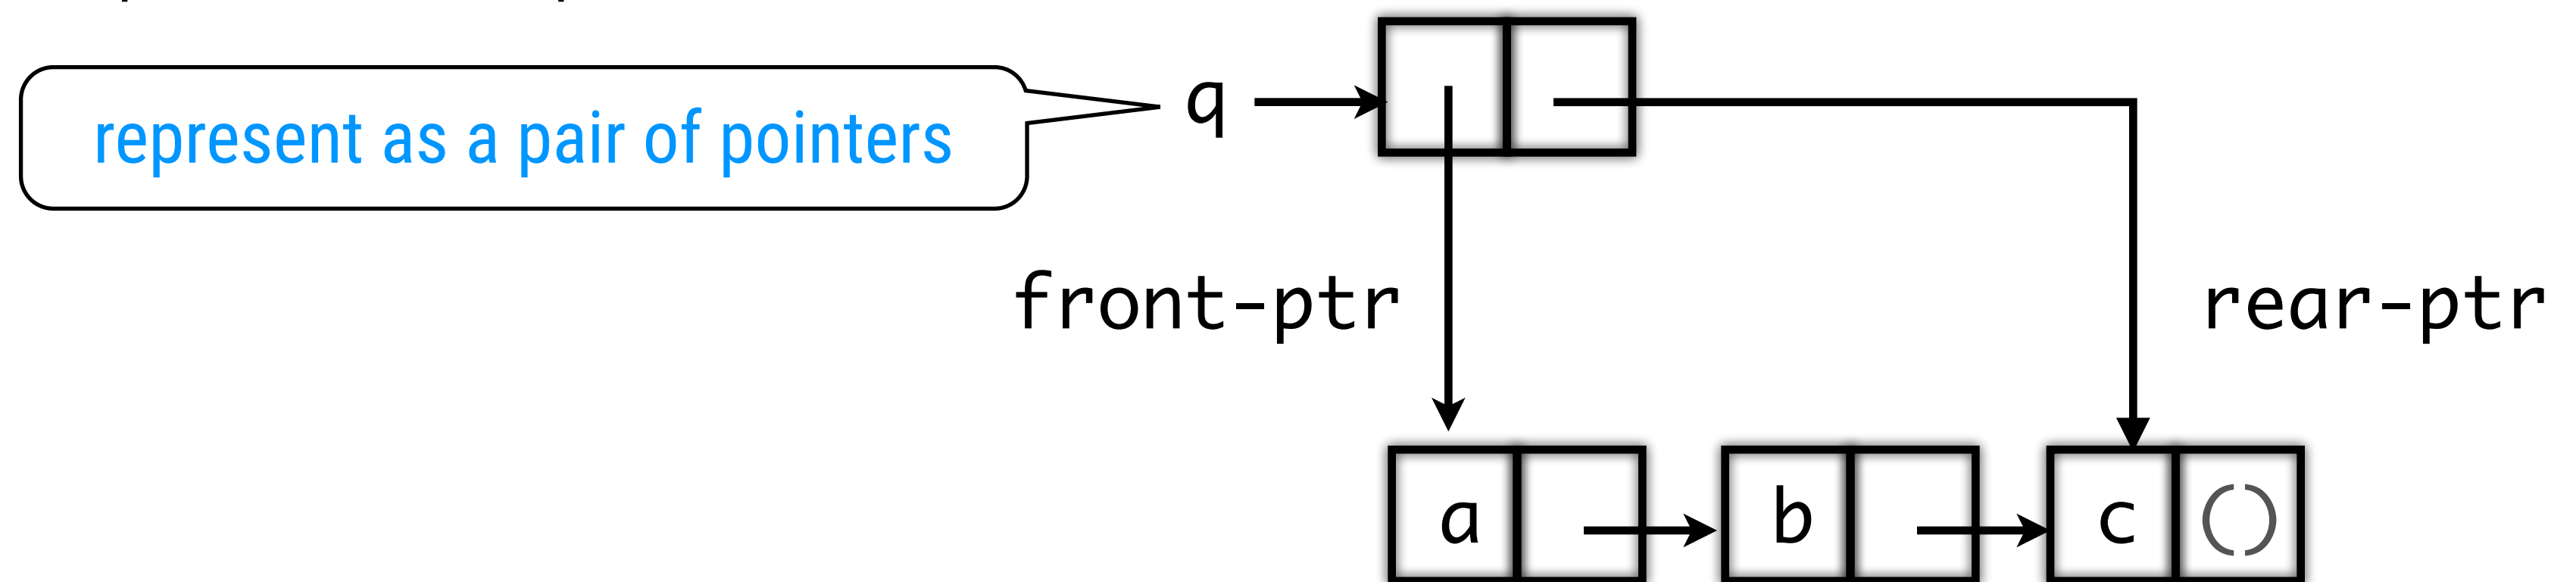 represent as a pair of pointers
q
front-ptr
rear-ptr
a b c ()